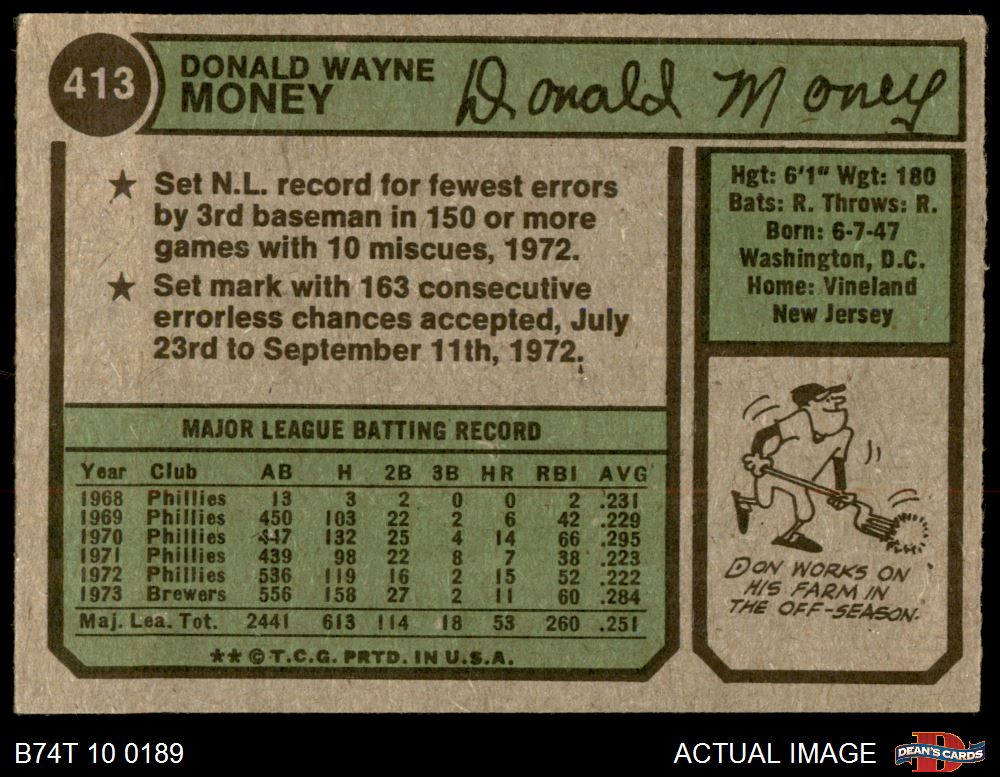 413
DONALD WAYNE
MONEY
Donald Money
★ Set N.L. record for fewest errors
by 3rd baseman in 150 or more
games with 10 miscues, 1972.
★ Set mark with 163 consecutive
errorless chances accepted, July
23rd to September 11th, 1972.
Hgt: 6'1" Wgt: 180
Bats: R. Throws: R.
Born: 6-7-47
Washington, D.C.
Home: Vineland
New Jersey
MAJOR LEAGUE BATTING RECORD
Year Club AB H 2B 3B HR RBI AVG
1968 Phillies 13 3 2 0 0 2 .231
1969 Phillies 450 103 22 2 6 42 .229
1970 Phillies 447 132 25 4 14 66 .295
1971 Phillies 439 98 22 8 7 38 .223
1972 Phillies 536 119 16 2 15 52 .222
1973 Brewers 556 158 27 2 11 60 .284
Maj. Lea. Tot. 2441 613 114 18 53 260 .251
★★ © T.C.G. PRTD. IN U.S.A.
DON WORKS ON
HIS FARM IN
THE OFF-SEASON.
B74T 10 0189
ACTUAL IMAGE
D
DEAN'S CARDS